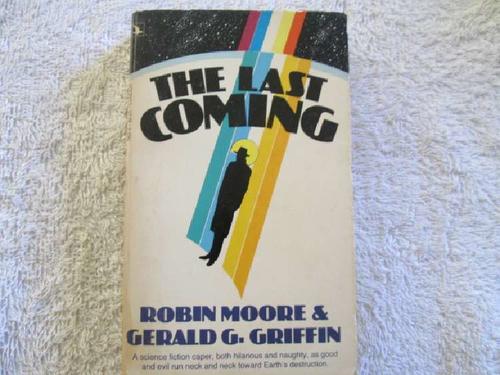 THE LAST
COMING
ROBIN MOORE &
GERALD G. GRIFFIN
A science fiction caper, both hilarious and naughty, as good
and evil run neck and neck toward Earth's destruction.